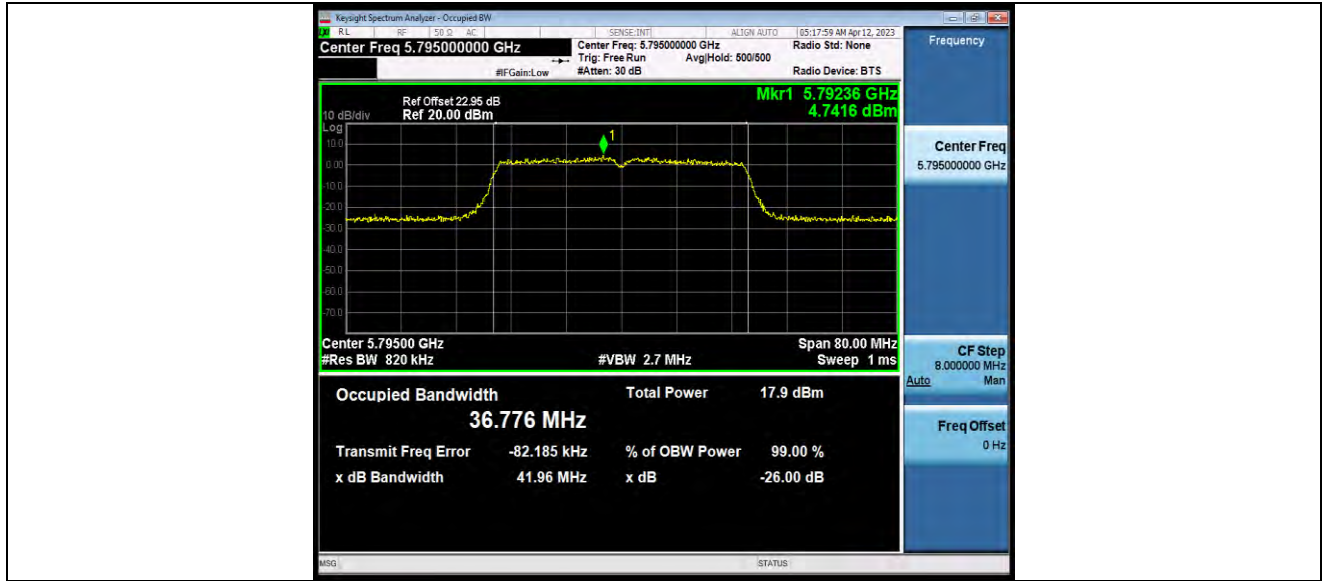 Keysight Spectrum Analyzer - Occupied BW
RL RF 50 Ω AC SENSE:INT ALIGN AUTO 05:17:59 AM Apr 12, 2023
Center Freq 5.795000000 GHz
Center Freq: 5.795000000 GHz
Radio Std: None
Trig: Free Run
Avg|Hold: 500/500
#IFGain:Low
#Atten: 30 dB
Radio Device: BTS
Frequency
Mkr1 5.79236 GHz
4.7416 dBm
Ref Offset 22.95 dB
10 dB/div
Ref 20.00 dBm
Log
10.0
0.00
-10.0
-20.0
-30.0
-40.0
-50.0
-60.0
-70.0
1
Center 5.79500 GHz
Span 80.00 MHz
#Res BW 820 kHz
#VBW 2.7 MHz
Sweep 1 ms
Occupied Bandwidth
36.776 MHz
Total Power 17.9 dBm
Transmit Freq Error -82.185 kHz
% of OBW Power 99.00 %
x dB Bandwidth 41.96 MHz
x dB -26.00 dB
Center Freq
5.795000000 GHz
CF Step
8.000000 MHz
Auto Man
Freq Offset
0 Hz
MSG
STATUS